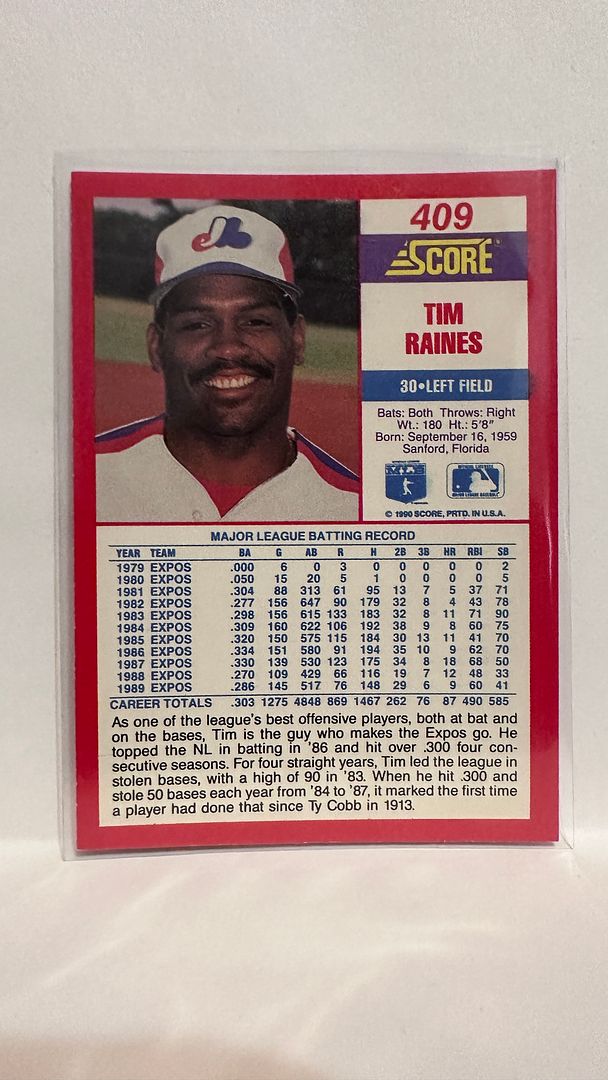 409
SCORE
TIM
RAINES
30•LEFT FIELD
Bats: Both Throws: Right
Wt.: 180 Ht.: 5'8"
Born: September 16, 1959
Sanford, Florida
© 1990 SCORE, PRTD. IN U.S.A.
MAJOR LEAGUE BATTING RECORD
YEAR TEAM BA G AB R H 2B 3B HR RBI SB
1979 EXPOS .000 6 0 3 0 0 0 0 0 2
1980 EXPOS .050 15 20 5 1 0 0 0 0 5
1981 EXPOS .304 88 313 61 95 13 7 5 37 71
1982 EXPOS .277 156 647 90 179 32 8 4 43 78
1983 EXPOS .298 156 615 133 183 32 8 11 71 90
1984 EXPOS .309 160 622 106 192 38 9 8 60 75
1985 EXPOS .320 150 575 115 184 30 13 11 41 70
1986 EXPOS .334 151 580 91 194 35 10 9 62 70
1987 EXPOS .330 139 530 123 175 34 8 18 68 50
1988 EXPOS .270 109 429 66 116 19 7 12 48 33
1989 EXPOS .286 145 517 76 148 29 6 9 60 41
CAREER TOTALS .303 1275 4848 869 1467 262 76 87 490 585
As one of the league's best offensive players, both at bat and
on the bases, Tim is the guy who makes the Expos go. He
topped the NL in batting in '86 and hit over .300 four con-
secutive seasons. For four straight years, Tim led the league in
stolen bases, with a high of 90 in '83. When he hit .300 and
stole 50 bases each year from '84 to '87, it marked the first time
a player had done that since Ty Cobb in 1913.